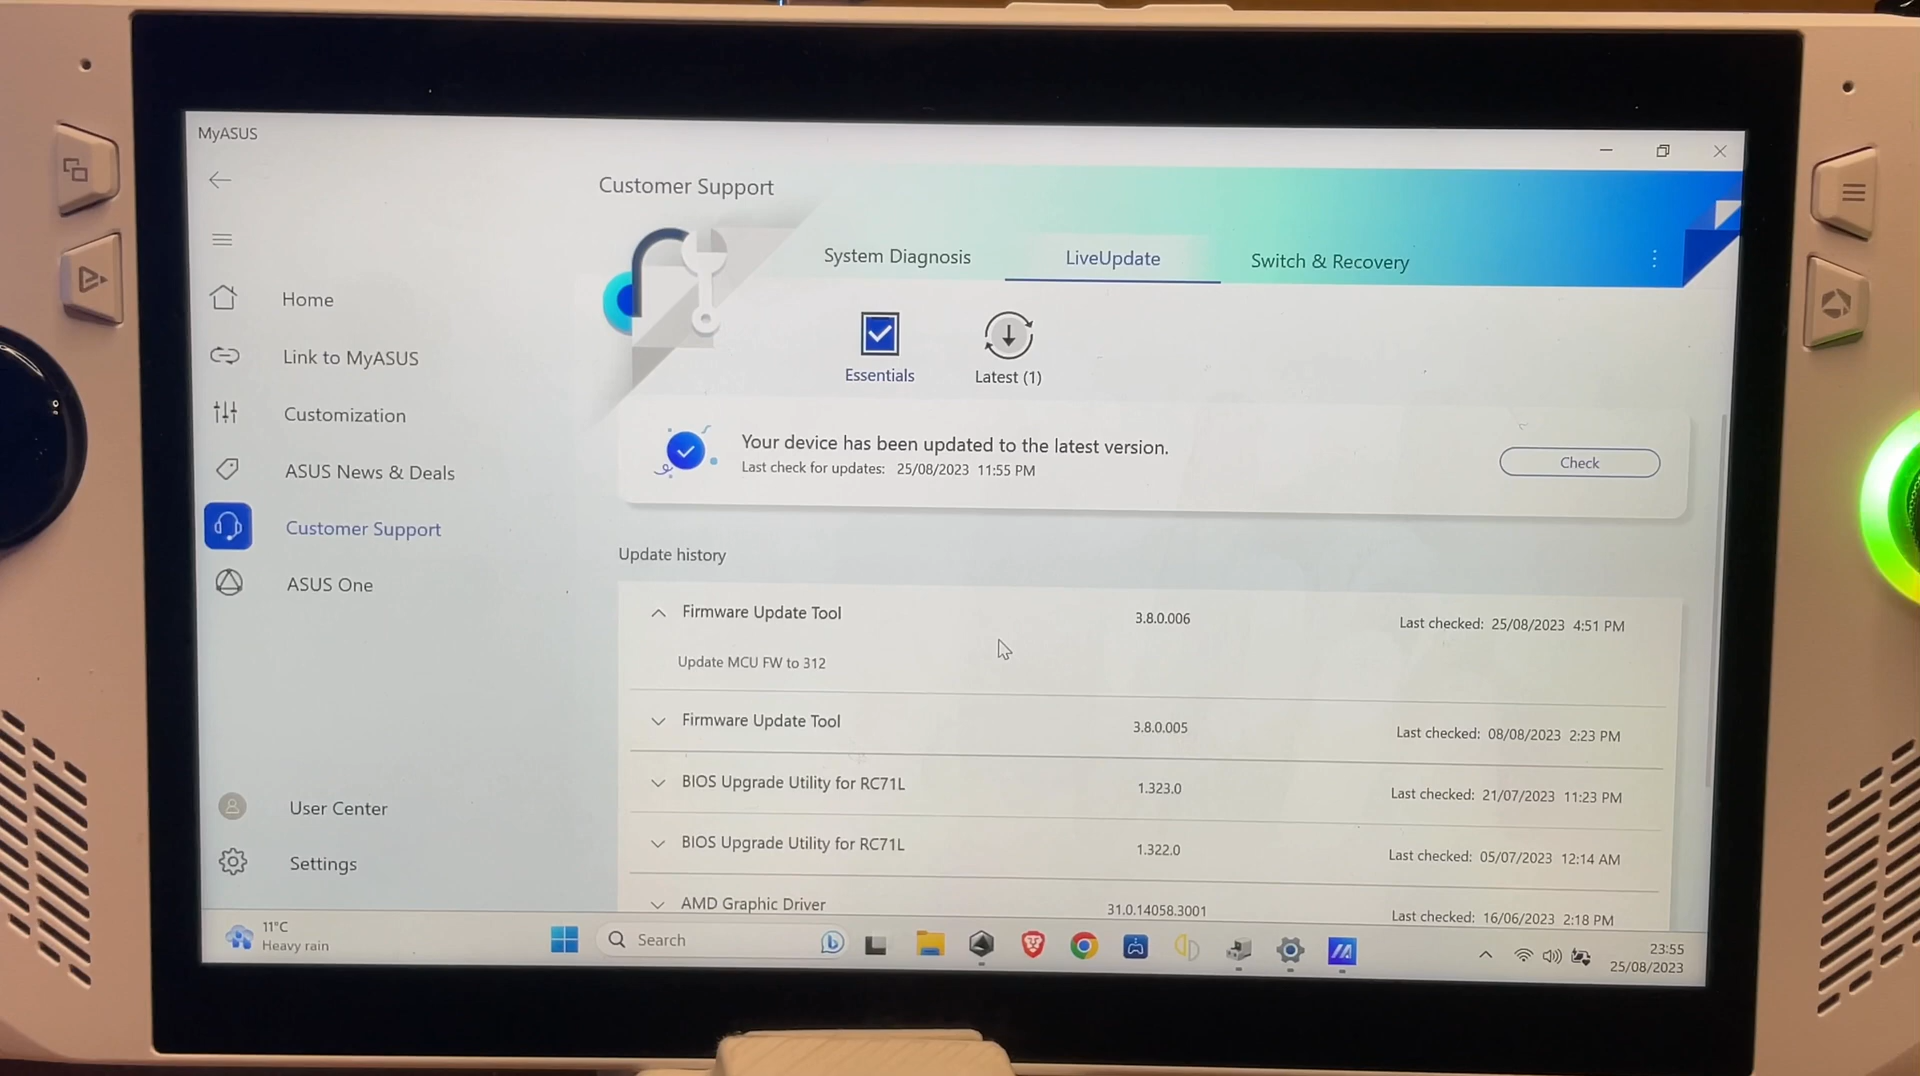 MyASUS
Customer Support
System Diagnosis
LiveUpdate
Switch & Recovery
Home
Link to MyASUS
Customization
ASUS News & Deals
Customer Support
ASUS One
User Center
Settings
Essentials
Latest (1)
Your device has been updated to the latest version.
Last check for updates: 25/08/2023 11:55 PM
Check
Update history
Firmware Update Tool 3.8.0.006 Last checked: 25/08/2023 4:51 PM
Update MCU FW to 312
Firmware Update Tool 3.8.0.005 Last checked: 08/08/2023 2:23 PM
BIOS Upgrade Utility for RC71L 1.323.0 Last checked: 21/07/2023 11:23 PM
BIOS Upgrade Utility for RC71L 1.322.0 Last checked: 05/07/2023 12:14 AM
AMD Graphic Driver 31.0.14058.3001 Last checked: 16/06/2023 2:18 PM
11°C
Heavy rain
Search
23:55
25/08/2023